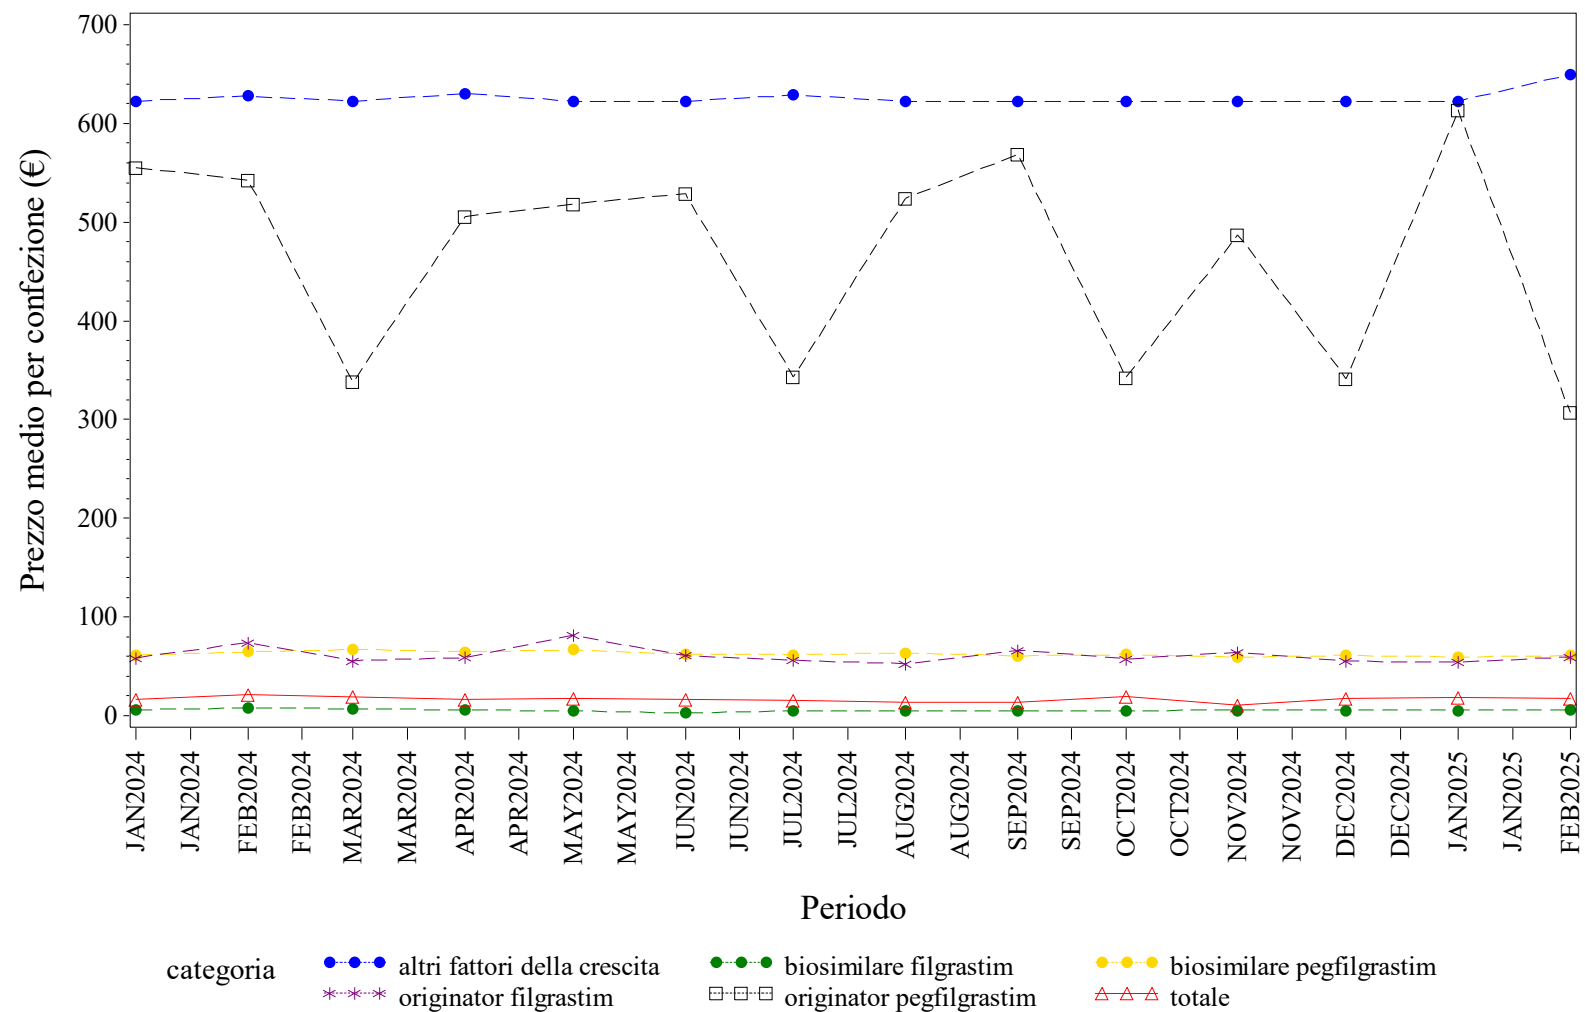 700
600
500
400
300
200
100
0
Prezzo medio per confezione (€)
JAN2024
JAN2024
FEB2024
FEB2024
MAR2024
MAR2024
APR2024
APR2024
MAY2024
MAY2024
JUN2024
JUN2024
JUL2024
JUL2024
AUG2024
AUG2024
SEP2024
SEP2024
OCT2024
OCT2024
NOV2024
NOV2024
DEC2024
DEC2024
JAN2025
JAN2025
FEB2025
Periodo
categoria
altri fattori della crescita
biosimilare filgrastim
biosimilare pegfilgrastim
originator filgrastim
originator pegfilgrastim
totale